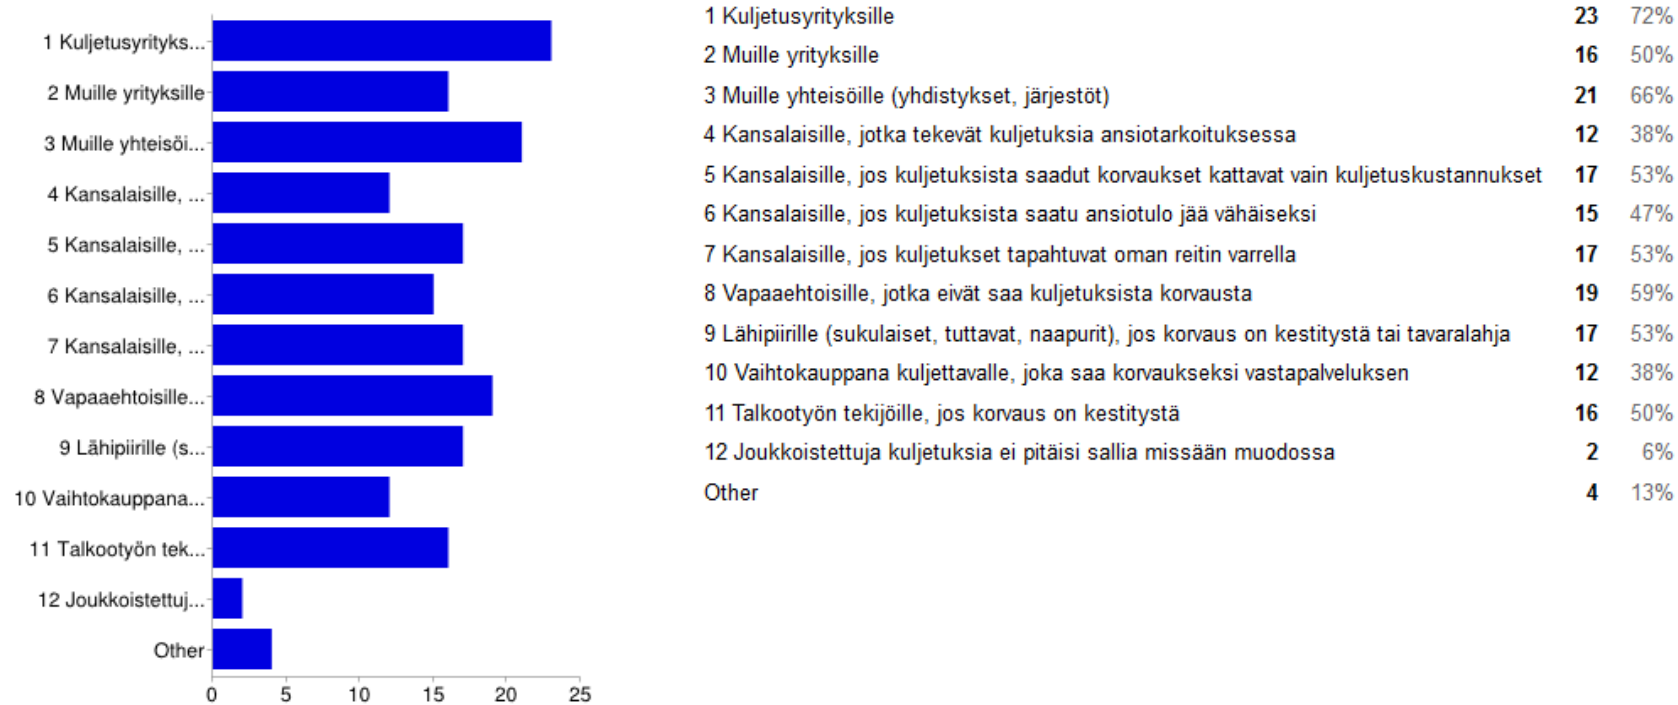 1 Kuljetusyrityks...
2 Muille yrityksille
3 Muille yhteisöi...
4 Kansalaisille, ...
5 Kansalaisille, ...
6 Kansalaisille, ...
7 Kansalaisille, ...
8 Vapaaehtoisille...
9 Lähipiirille (s...
10 Vaihtokauppana...
11 Talkootyön tek...
12 Joukkoistettuj...
Other
0 5 10 15 20 25
1 Kuljetusyrityksille 23 72%
2 Muille yrityksille 16 50%
3 Muille yhteisöille (yhdistykset, järjestöt) 21 66%
4 Kansalaisille, jotka tekevät kuljetuksia ansiotarkoituksessa 12 38%
5 Kansalaisille, jos kuljetuksista saadut korvaukset kattavat vain kuljetuskustannukset 17 53%
6 Kansalaisille, jos kuljetuksista saatu ansiotulo jää vähäiseksi 15 47%
7 Kansalaisille, jos kuljetukset tapahtuvat oman reitin varrella 17 53%
8 Vapaaehtoisille, jotka eivät saa kuljetuksista korvausta 19 59%
9 Lähipiirille (sukulaiset, tuttavat, naapurit), jos korvaus on kestitystä tai tavaralahja 17 53%
10 Vaihtokauppana kuljettavalle, joka saa korvaukseksi vastapalveluksen 12 38%
11 Talkootyön tekijöille, jos korvaus on kestitystä 16 50%
12 Joukkoistettuja kuljetuksia ei pitäisi sallia missään muodossa 2 6%
Other 4 13%